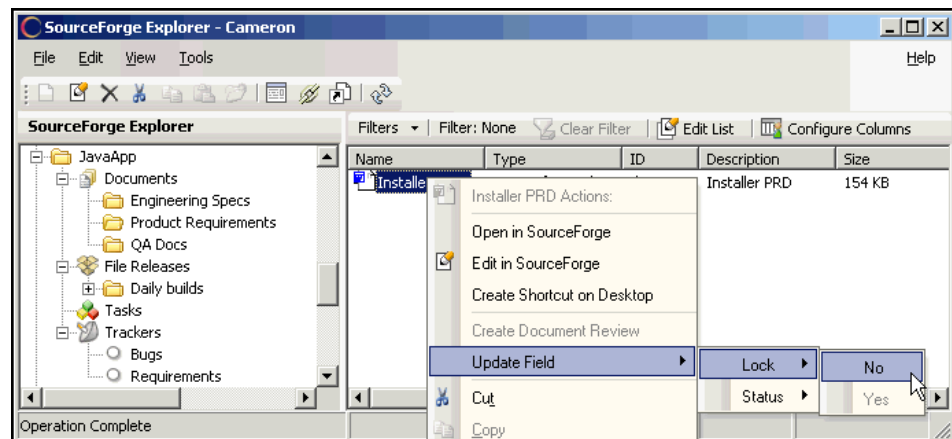 SourceForge Explorer - Cameron
File Edit View Tools Help
SourceForge Explorer
Filters Filter: None Clear Filter Edit List Configure Columns
JavaApp
Documents
Engineering Specs
Product Requirements
QA Docs
File Releases
Daily builds
Tasks
Trackers
Bugs
Requirements
Name Type ID Description Size
Installe Installer PRD 154 KB
Installer PRD Actions:
Open in SourceForge
Edit in SourceForge
Create Shortcut on Desktop
Create Document Review
Update Field
Cut
Copy
Lock
Status
No
Yes
Operation Complete